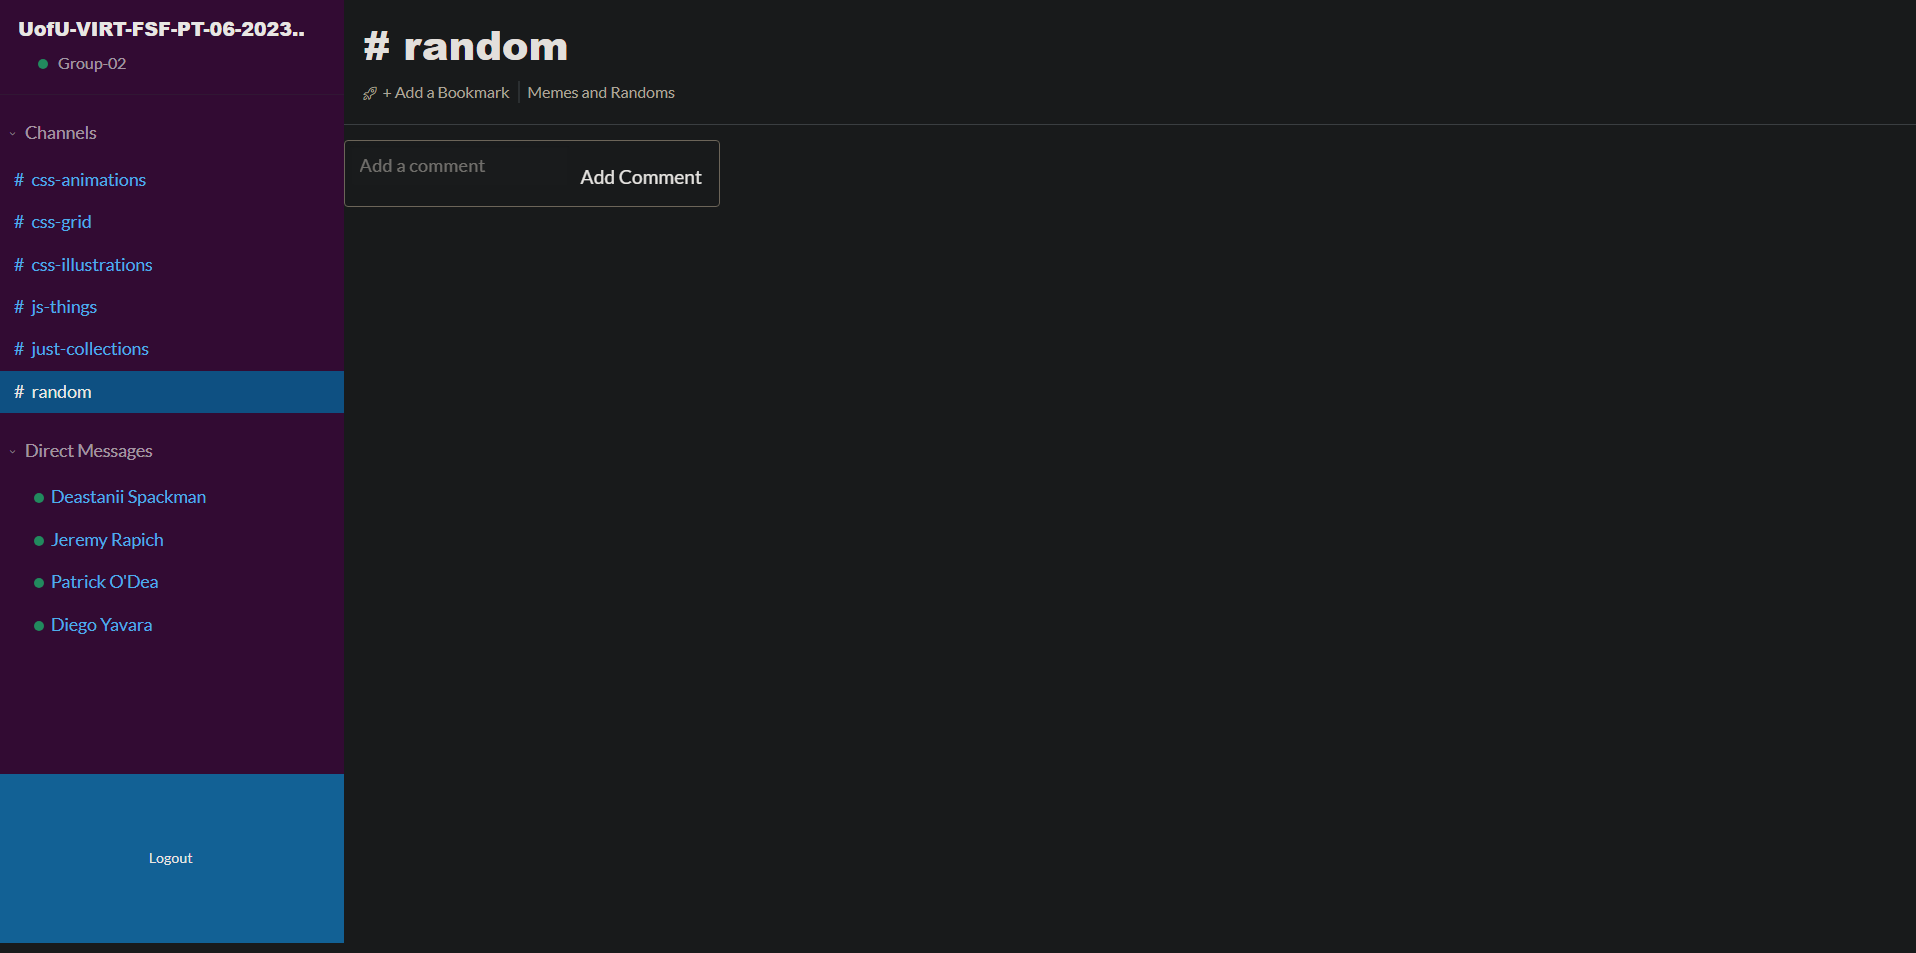 UofU-VIRT-FSF-PT-06-2023..
Group-02
Channels
# css-animations
# css-grid
# css-illustrations
# js-things
# just-collections
# random
Direct Messages
Deastanii Spackman
Jeremy Rapich
Patrick O'Dea
Diego Yavara
Logout
# random
+ Add a Bookmark
Memes and Randoms
Add a comment
Add Comment